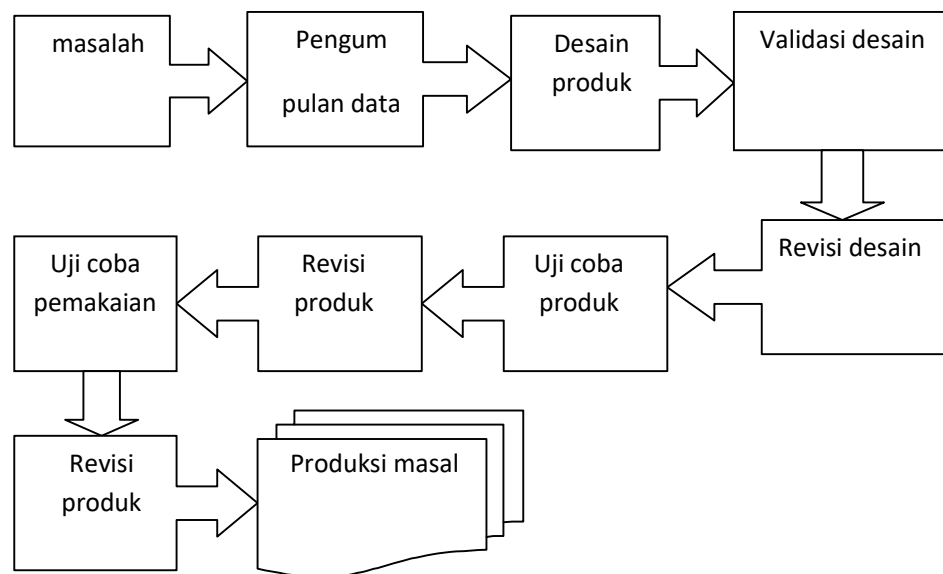 masalah
Pengum
pulan data
Desain
produk
Validasi desain
Revisi desain
Uji coba
produk
Revisi
produk
Uji coba
pemakaian
Revisi
produk
Produksi masal